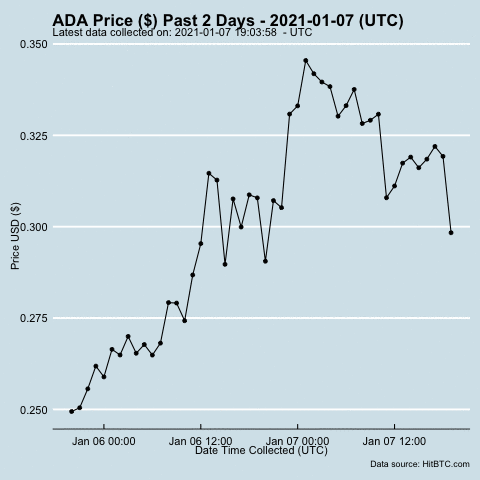 ADA Price ($) Past 2 Days - 2021-01-07 (UTC)
Latest data collected on: 2021-01-07 19:03:58 - UTC
0.350
0.325
0.300
0.275
0.250
Price USD ($)
Jan 06 00:00 Jan 06 12:00 Jan 07 00:00 Jan 07 12:00
Date Time Collected (UTC)
Data source: HitBTC.com